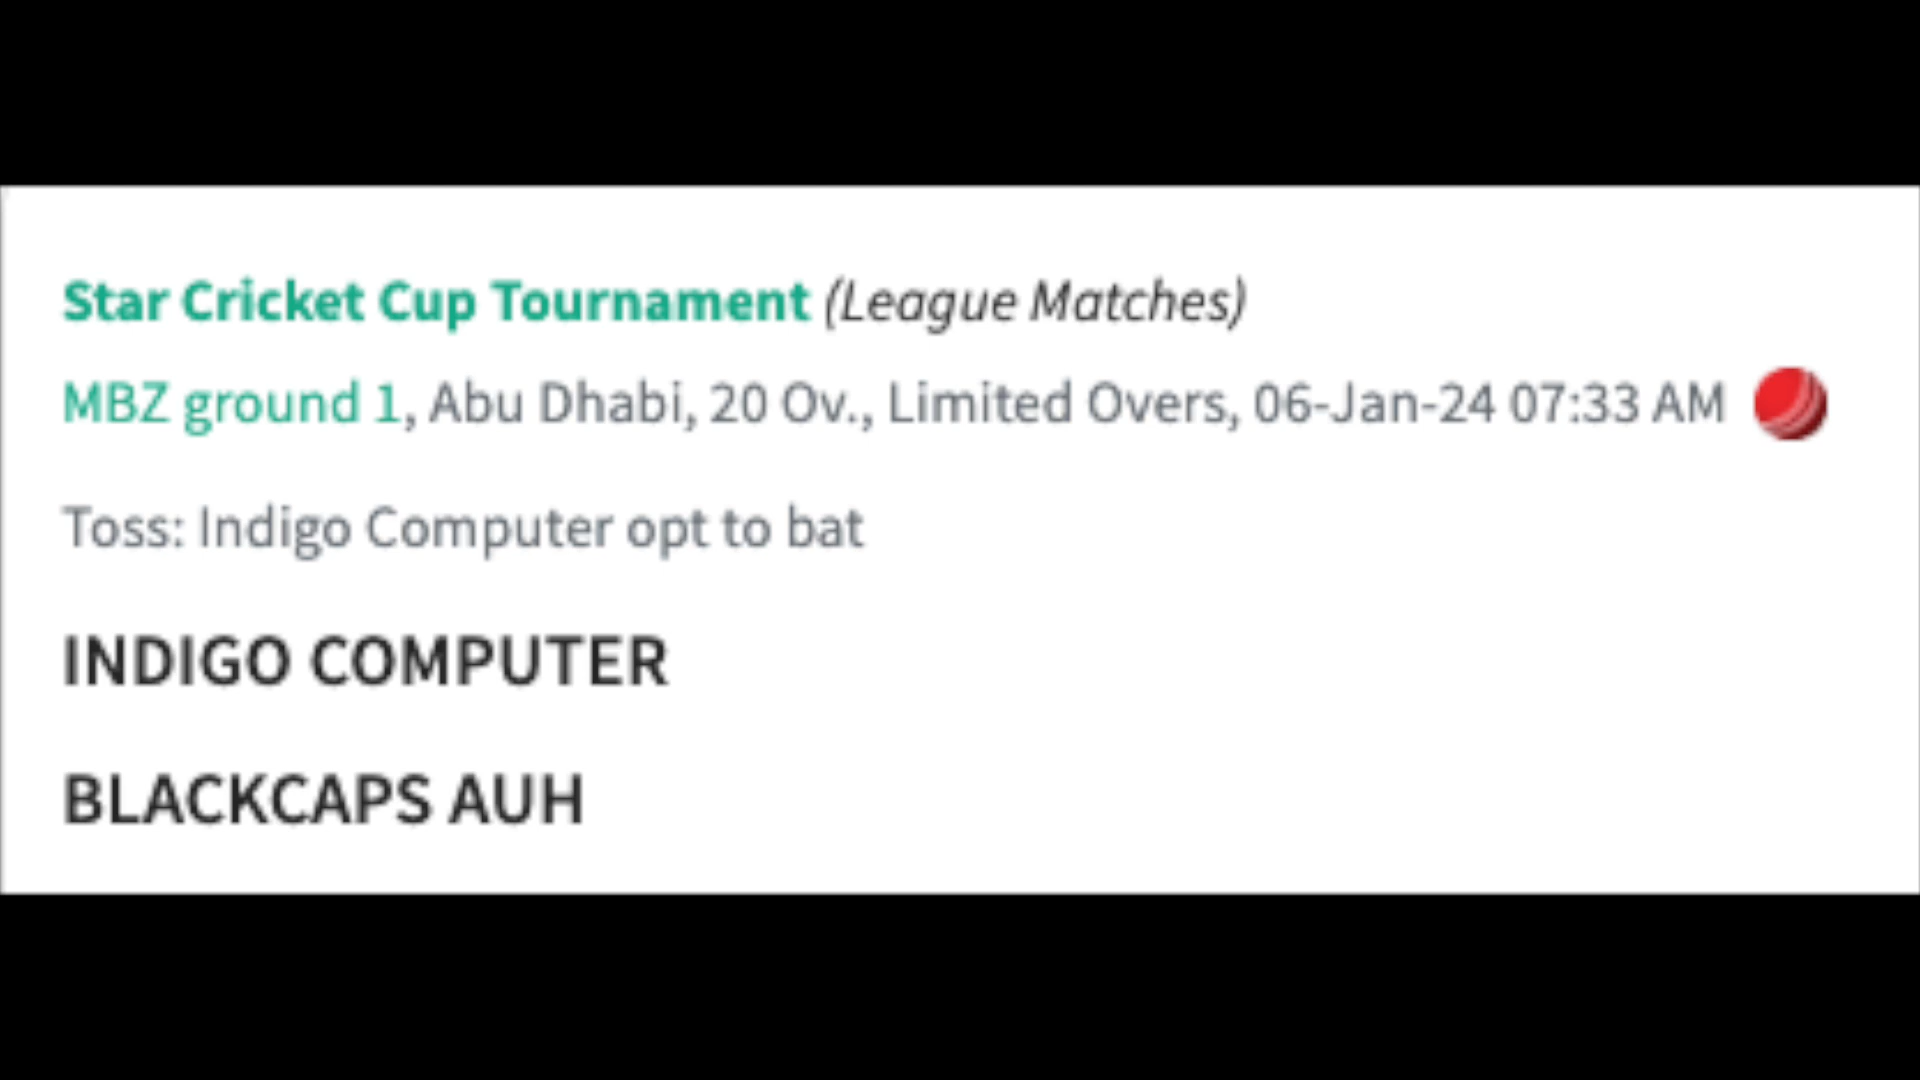 Star Cricket Cup Tournament (League Matches)
MBZ ground 1, Abu Dhabi, 20 Ov., Limited Overs, 06-Jan-24 07:33 AM
Toss: Indigo Computer opt to bat
INDIGO COMPUTER
BLACKCAPS AUH